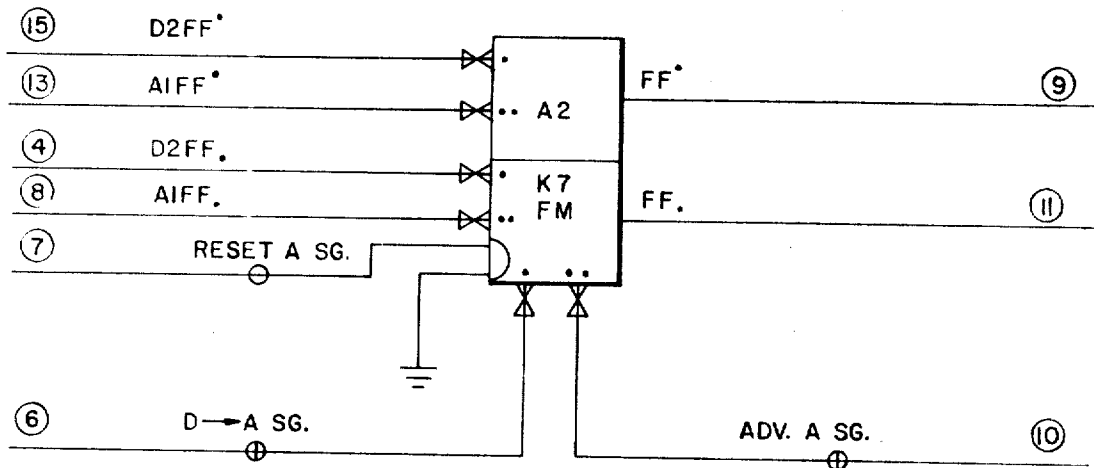 15 D2FF•
13 A1FF•
4 D2FF.
8 A1FF.
7 RESET A SG.
A2
K7
FM
FF• 9
FF. 11
6 D→A SG.
ADV. A SG. 10